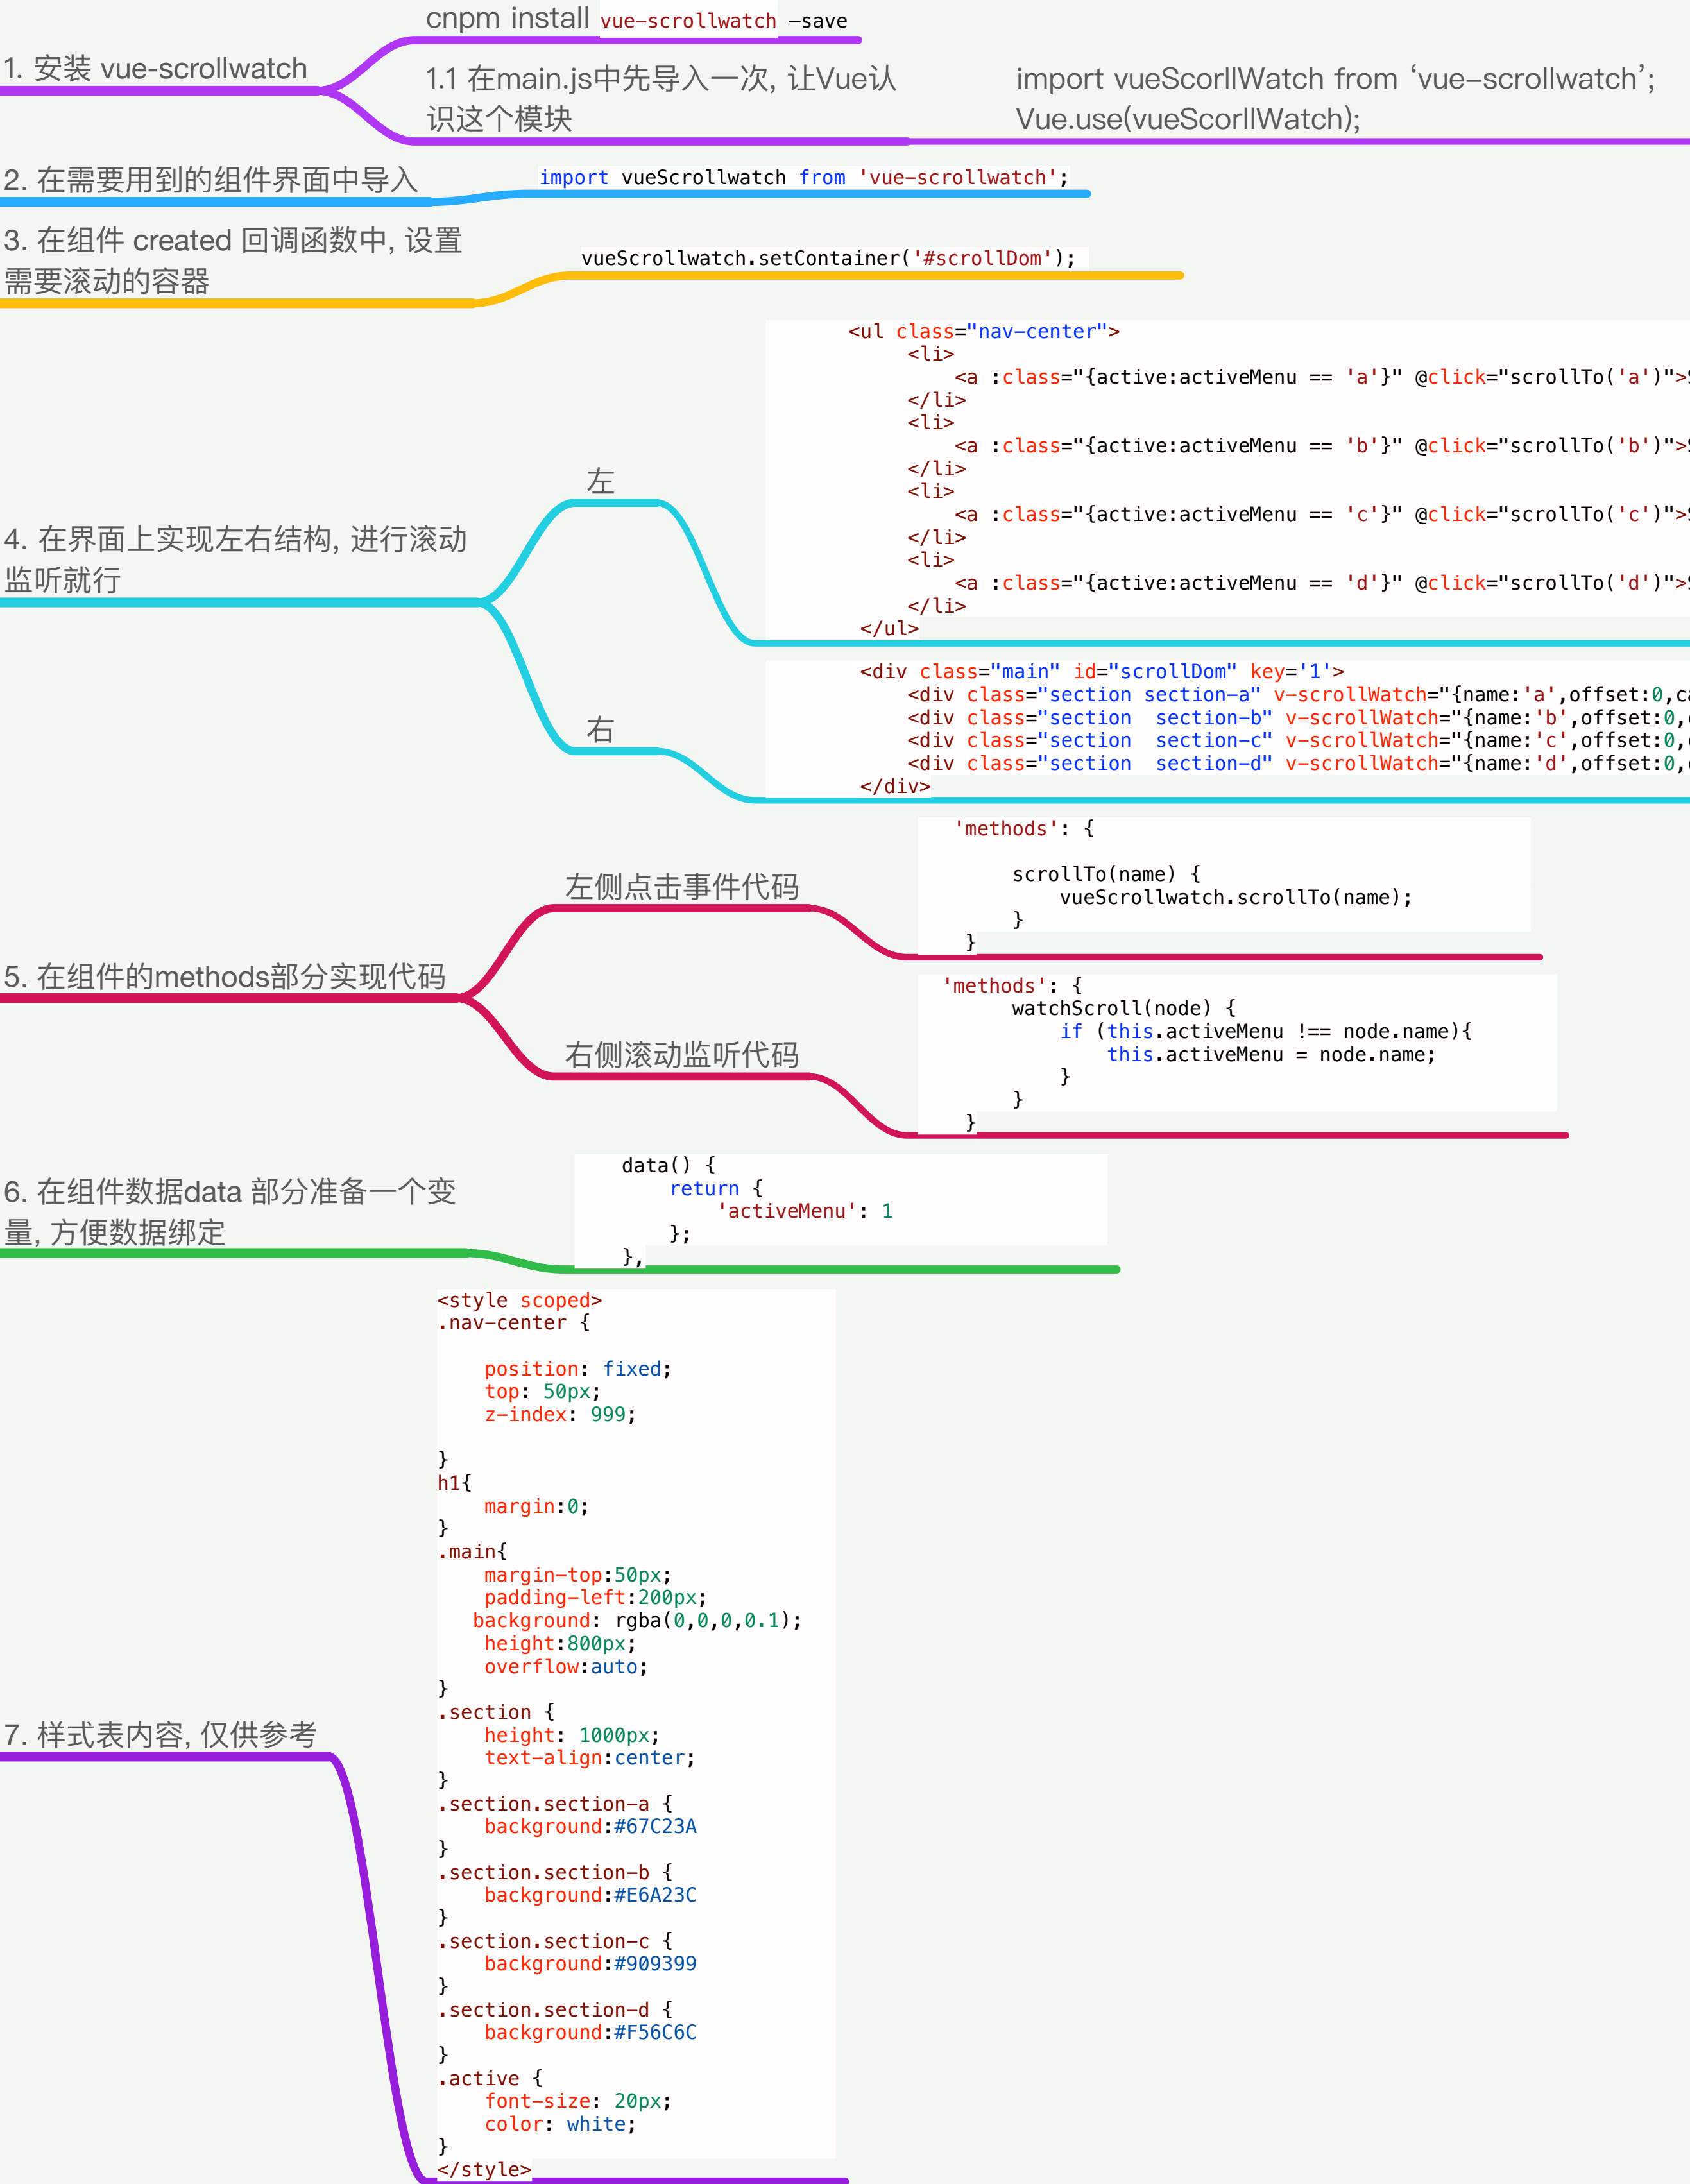 1. 安装 vue-scrollwatch
cnpm install vue-scrollwatch —save
1.1 在main.js中先导入一次, 让Vue认
识这个模块
import vueScorllWatch from ‘vue-scrollwatch’;
Vue.use(vueScorllWatch);
2. 在需要用到的组件界面中导入
import vueScrollwatch from 'vue-scrollwatch';
3. 在组件 created 回调函数中, 设置
需要滚动的容器
vueScrollwatch.setContainer('#scrollDom');
4. 在界面上实现左右结构, 进行滚动
监听就行
左
<ul class="nav-center">
<li>
<a :class="{active:activeMenu == 'a'}" @click="scrollTo('a')">
</li>
<li>
<a :class="{active:activeMenu == 'b'}" @click="scrollTo('b')">
</li>
<li>
<a :class="{active:activeMenu == 'c'}" @click="scrollTo('c')">
</li>
<li>
<a :class="{active:activeMenu == 'd'}" @click="scrollTo('d')">
</li>
</ul>
右
<div class="main" id="scrollDom" key='1'>
<div class="section section-a" v-scrollWatch="{name:'a',offset:0,
<div class="section  section-b" v-scrollWatch="{name:'b',offset:0,
<div class="section  section-c" v-scrollWatch="{name:'c',offset:0,
<div class="section  section-d" v-scrollWatch="{name:'d',offset:0,
</div>
5. 在组件的methods部分实现代码
左侧点击事件代码
'methods': {
scrollTo(name) {
vueScrollwatch.scrollTo(name);
}
}
右侧滚动监听代码
'methods': {
watchScroll(node) {
if (this.activeMenu !== node.name){
this.activeMenu = node.name;
}
}
}
6. 在组件数据data 部分准备一个变
量, 方便数据绑定
data() {
return {
'activeMenu': 1
};
},
7. 样式表内容, 仅供参考
<style scoped>
.nav-center {
position: fixed;
top: 50px;
z-index: 999;
}
h1{
margin:0;
}
.main{
margin-top:50px;
padding-left:200px;
background: rgba(0,0,0,0.1);
height:800px;
overflow:auto;
}
.section {
height: 1000px;
text-align:center;
}
.section.section-a {
background:#67C23A
}
.section.section-b {
background:#E6A23C
}
.section.section-c {
background:#909399
}
.section.section-d {
background:#F56C6C
}
.active {
font-size: 20px;
color: white;
}
</style>